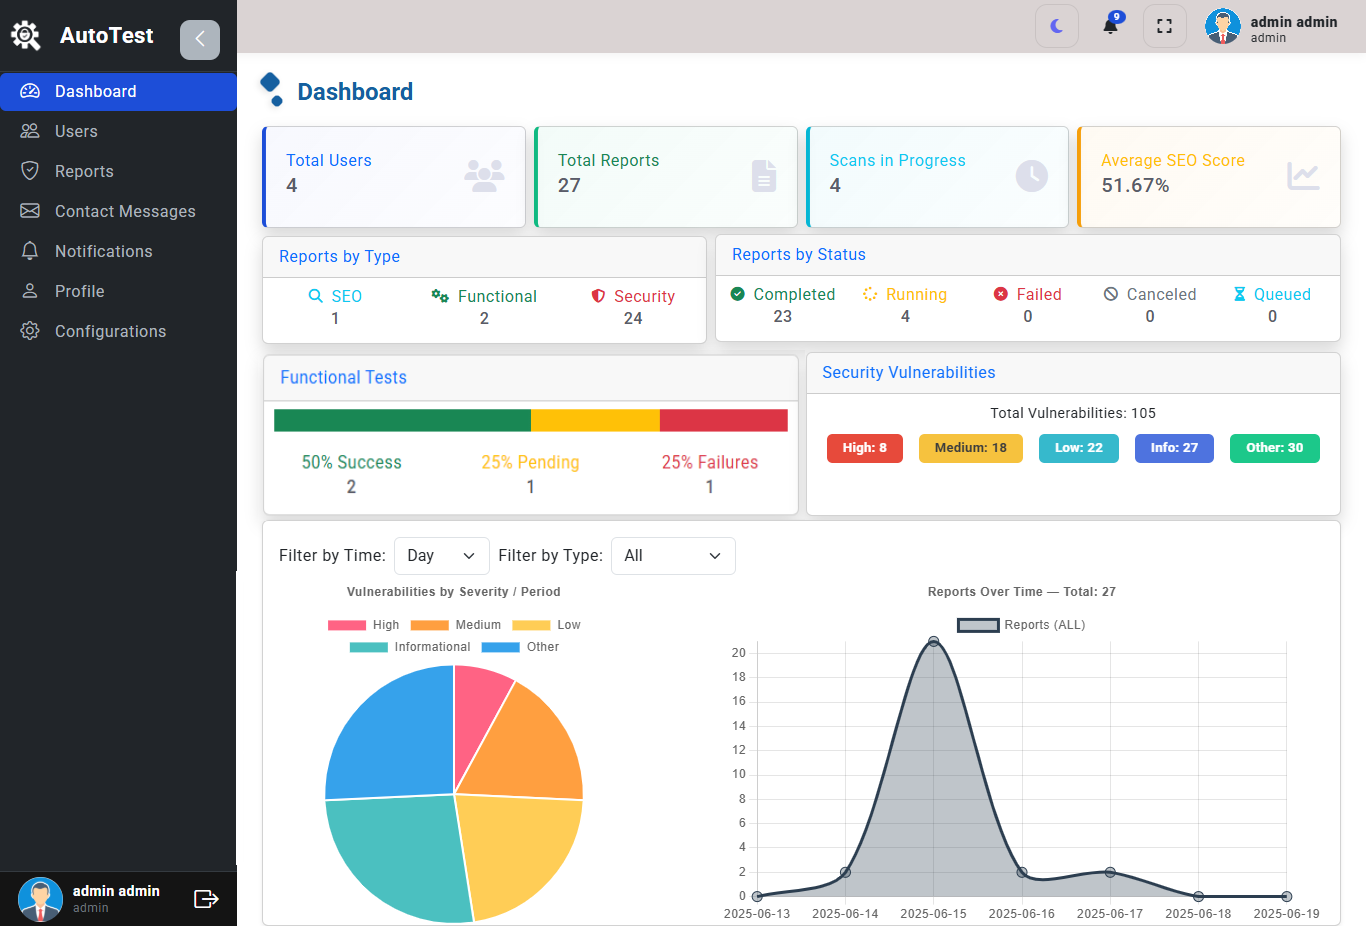 AutoTest
9
admin admin
admin
Dashboard
Users
Reports
Contact Messages
Notifications
Profile
Configurations
admin admin
admin
Dashboard
Total Users
4
Total Reports
27
Scans in Progress
4
Average SEO Score
51.67%
Reports by Type
SEO Functional Security
1 2 24
Reports by Status
Completed Running Failed Canceled Queued
23 4 0 0 0
Functional Tests
50% Success 25% Pending 25% Failures
2 1 1
Security Vulnerabilities
Total Vulnerabilities: 105
High: 8 Medium: 18 Low: 22 Info: 27 Other: 30
Filter by Time: Day Filter by Type: All
Vulnerabilities by Severity / Period
High Medium Low
Informational Other
Reports Over Time — Total: 27
Reports (ALL)
20
18
16
14
12
10
8
6
4
2
0
2025-06-13 2025-06-14 2025-06-15 2025-06-16 2025-06-17 2025-06-18 2025-06-19